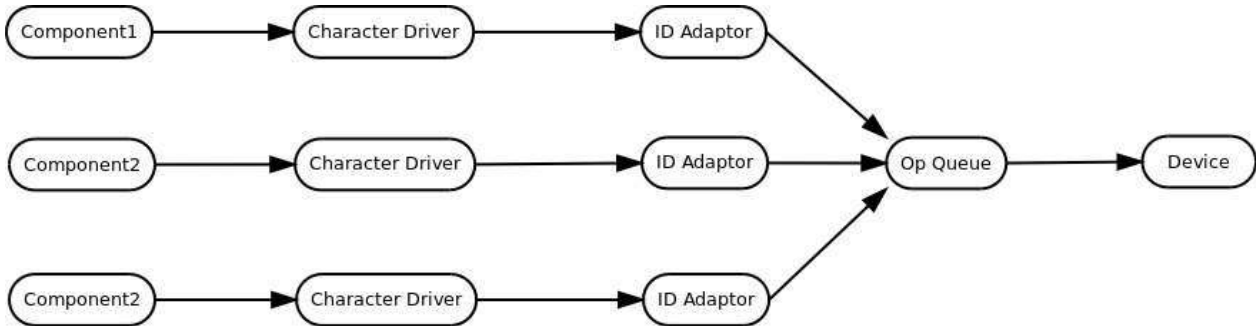 Component1
Character Driver
ID Adaptor
Component2
Character Driver
ID Adaptor
Op Queue
Device
Component2
Character Driver
ID Adaptor